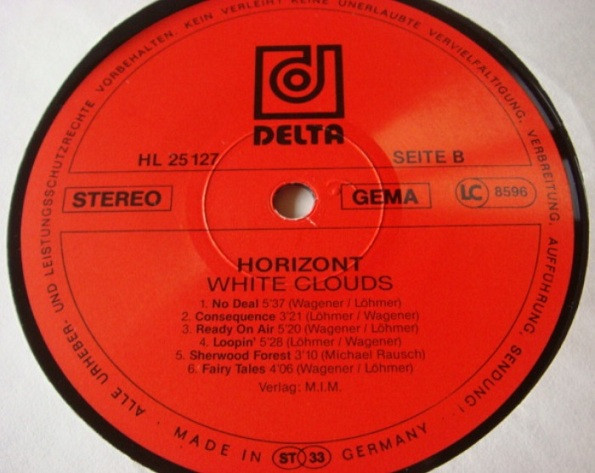 ALLE URHEBER- UND LEISTUNGSSCHUTZRECHTE VORBEHALTEN. KEIN VERLEIH! KEINE UNERLAUBTE VERVIELFÄLTIGUNG, VERBREITUNG, AUFFÜHRUNG, SENDUNG!
DELTA
HL 25127 SEITE B
STEREO GEMA LC 8596
HORIZONT
WHITE CLOUDS
1. No Deal 5'37 (Wagener / Löhmer)
2. Consequence 3'21 (Löhmer / Wagener)
3. Ready On Air 5'20 (Wagener / Löhmer)
4. Loopin' 5'28 (Löhmer / Wagener)
5. Sherwood Forest 3'10 (Michael Rausch)
6. Fairy Tales 4'06 (Wagener / Löhmer)
Verlag: M.I.M.
MADE IN ST 33 GERMANY